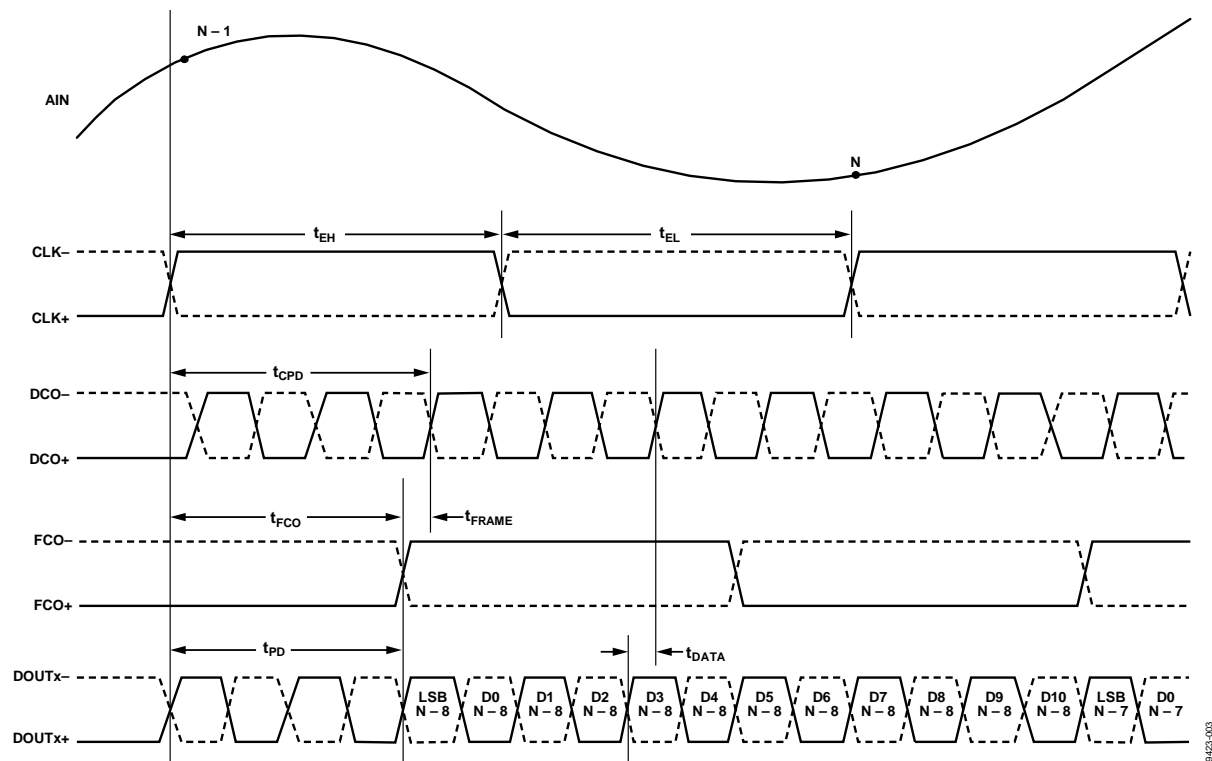 N – 1
AIN
N
tEH
tEL
CLK–
CLK+
tCPD
DCO–
DCO+
tFCO
tFRAME
FCO–
FCO+
tPD
tDATA
DOUTx–
DOUTx+
LSB N – 8
D0 N – 8
D1 N – 8
D2 N – 8
D3 N – 8
D4 N – 8
D5 N – 8
D6 N – 8
D7 N – 8
D8 N – 8
D9 N – 8
D10 N – 8
LSB N – 7
D0 N – 7
9423-003